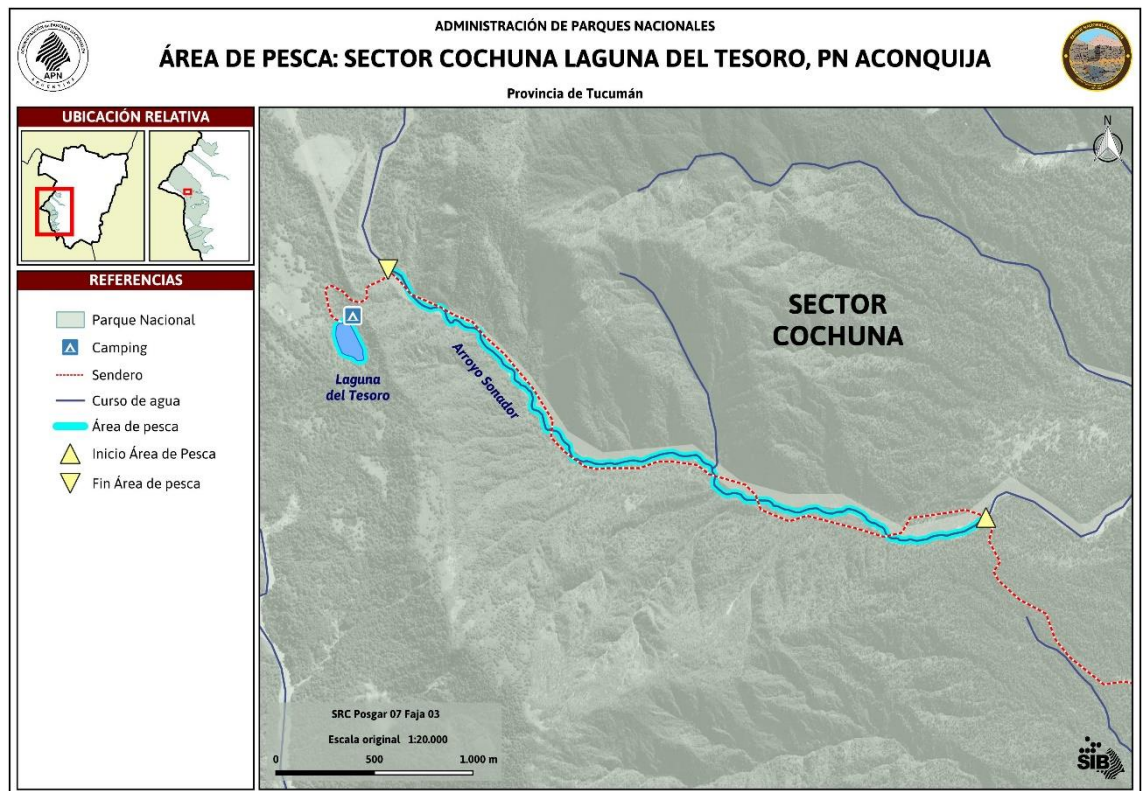 ADMINISTRACIÓN DE PARQUES NACIONALES
ÁREA DE PESCA: SECTOR COCHUNA LAGUNA DEL TESORO, PN ACONQUIJA
Provincia de Tucumán
APN
ARGENTINA
UBICACIÓN RELATIVA
REFERENCIAS
Parque Nacional
Camping
Sendero
Curso de agua
Área de pesca
Inicio Área de Pesca
Fin Área de pesca
N
SECTOR
COCHUNA
Arroyo Sonador
Laguna
del Tesoro
SRC Posgar 07 Faja 03
Escala original 1:20.000
0 500 1.000 m
SIB